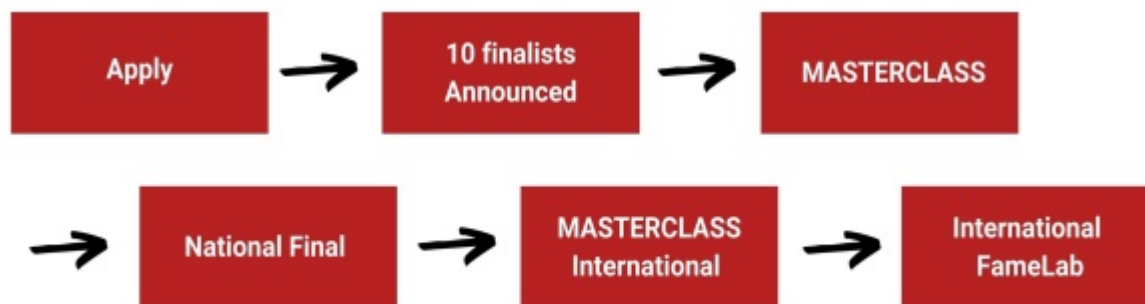 Apply
10 finalists
Announced
MASTERCLASS
National Final
MASTERCLASS
International
International
FameLab